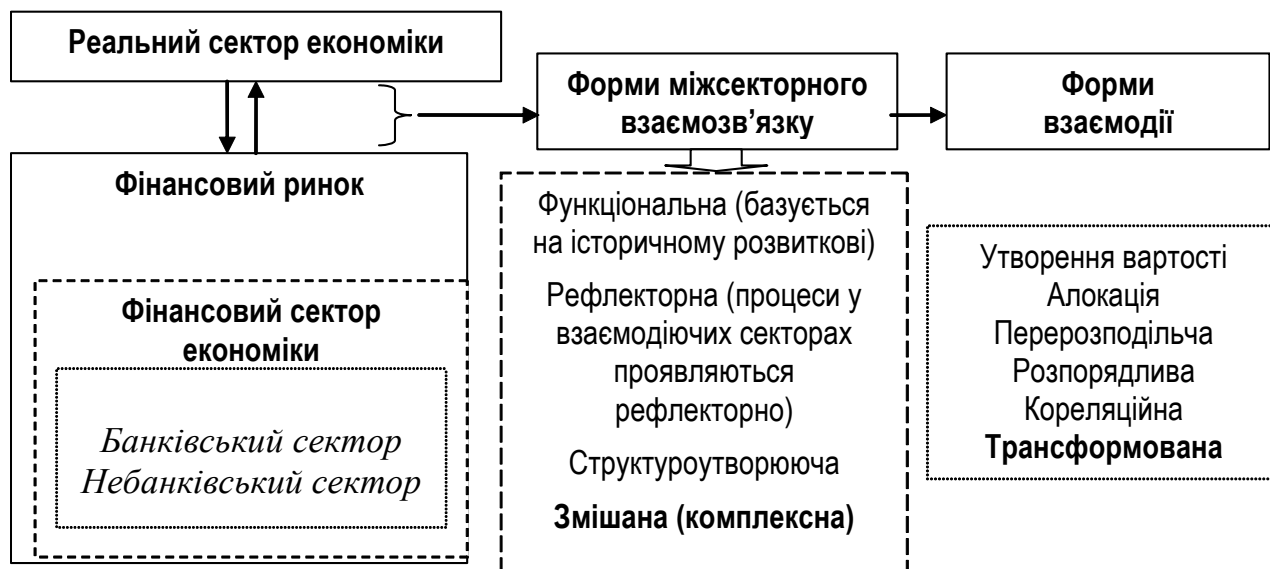 Реальний сектор економіки
Форми міжсекторного
взаємозв'язку
Форми
взаємодії
Фінансовий ринок
Фінансовий сектор
економіки
Банківський сектор
Небанківський сектор
Функціональна (базується
на історичному розвиткові)
Рефлекторна (процеси у
взаємодіючих секторах
проявляються
рефлекторно)
Структуроутворююча
Змішана (комплексна)
Утворення вартості
Алокація
Перерозподільча
Розпорядлива
Кореляційна
Трансформована